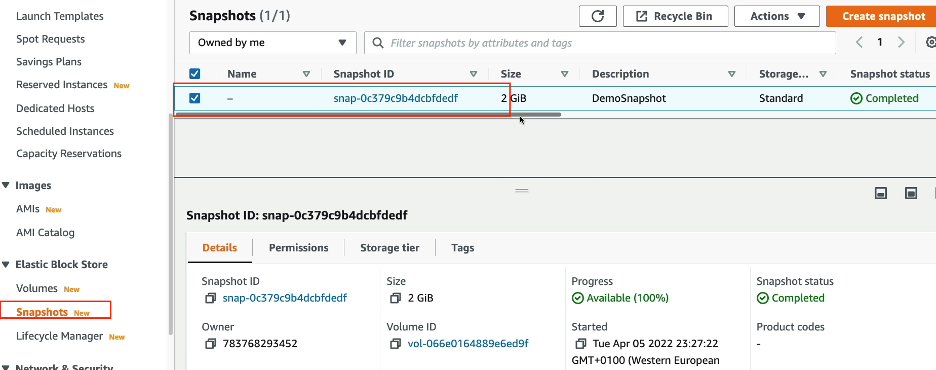 Launch Templates
Spot Requests
Savings Plans
Reserved Instances New
Dedicated Hosts
Scheduled Instances
Capacity Reservations
Images
AMIs New
AMI Catalog
Elastic Block Store
Volumes New
Snapshots New
Lifecycle Manager New
Network & Security
Snapshots (1/1)
Recycle Bin
Actions
Create snapshot
Owned by me
Filter snapshots by attributes and tags
1
Name Snapshot ID Size Description Storage... Snapshot status
– snap-0c379c9b4dcbfdedf 2 GiB DemoSnapshot Standard Completed
Snapshot ID: snap-0c379c9b4dcbfdedf
Details Permissions Storage tier Tags
Snapshot ID Size Progress Snapshot status
snap-0c379c9b4dcbfdedf 2 GiB Available (100%) Completed
Owner Volume ID Started Product codes
783768293452 vol-066e0164889e6ed9f Tue Apr 05 2022 23:27:22 -
GMT+0100 (Western European